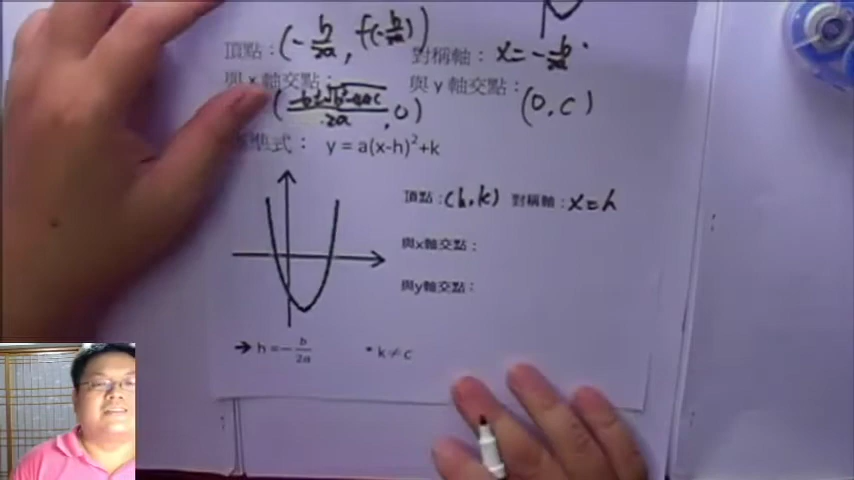 頂點：(-b/2a, f(-b/2a)) 對稱軸：x=-b/2a
與x軸交點： 與y軸交點：(0,c)
(-b±√b²-4ac/2a, 0)
準式： y = a(x-h)²+k
頂點：(h,k) 對稱軸：x=h
與x軸交點：
與y軸交點：
➔ h = -b/2a * k≠c